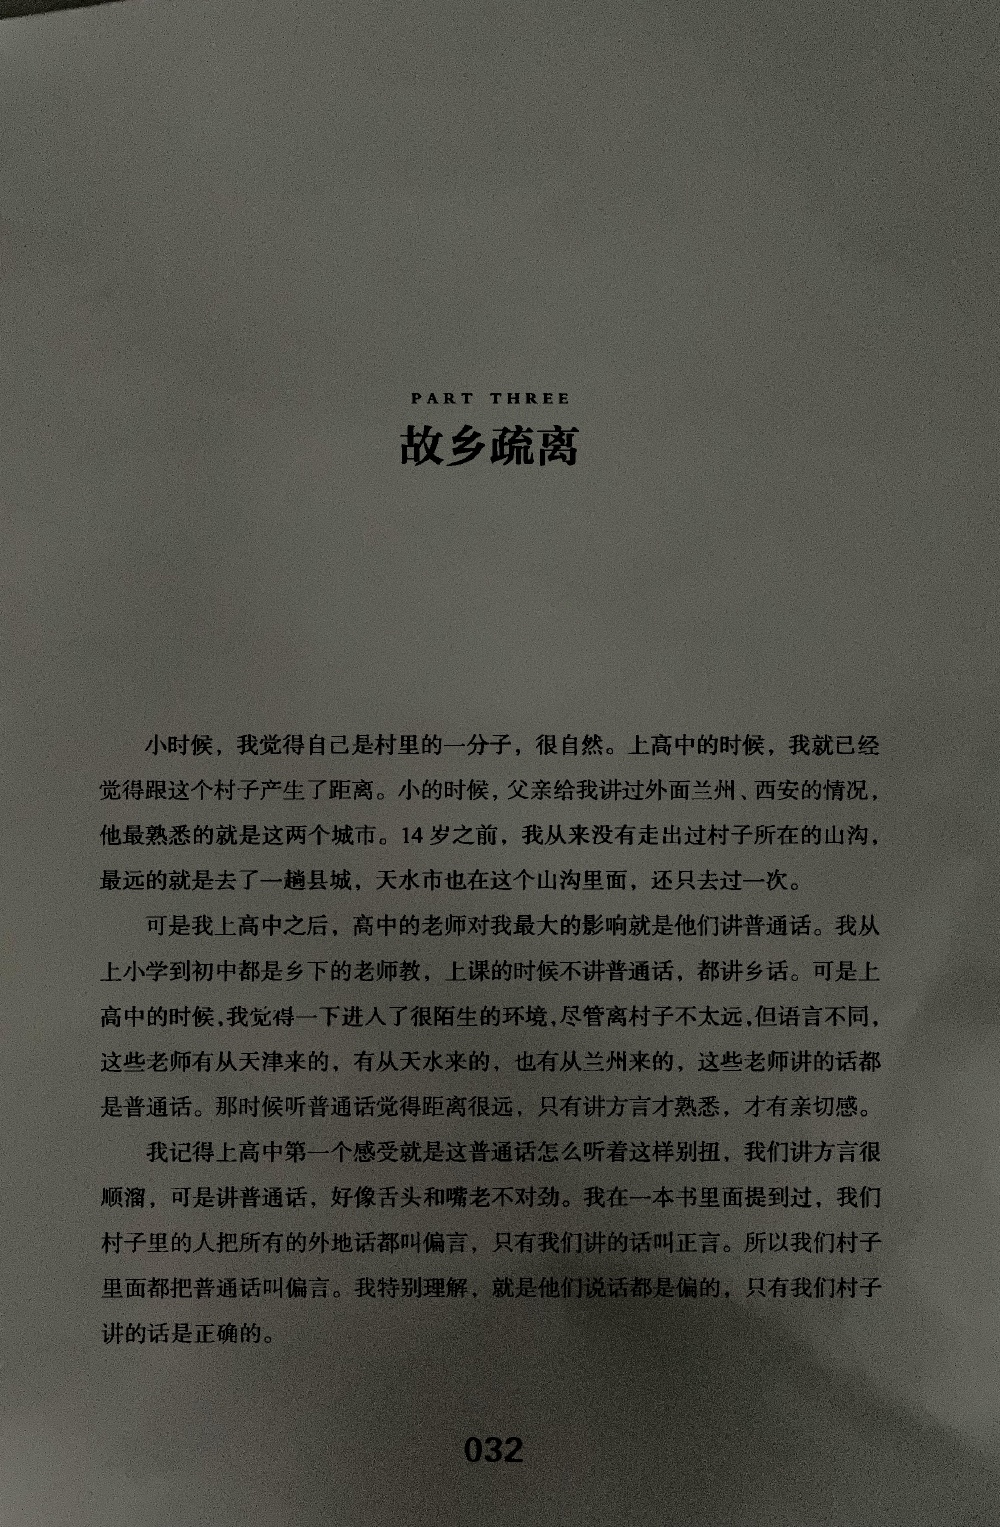 PART THREE
故乡疏离
小时候，我觉得自己是村里的一分子，很自然。上高中的时候，我就已经
觉得跟这个村子产生了距离。小的时候，父亲给我讲过外面兰州、西安的情况，
他最熟悉的就是这两个城市。14 岁之前，我从来没有走出过村子所在的山沟，
最远的就是去了一趟县城，天水市也在这个山沟里面，还只去过一次。
可是我上高中之后，高中的老师对我最大的影响就是他们讲普通话。我从
上小学到初中都是乡下的老师教，上课的时候不讲普通话，都讲乡话。可是上
高中的时候，我觉得一下进入了很陌生的环境，尽管离村子不太远，但语言不同，
这些老师有从天津来的，有从天水来的，也有从兰州来的，这些老师讲的话都
是普通话。那时候听普通话觉得距离很远，只有讲方言才熟悉，才有亲切感。
我记得上高中第一个感受就是这普通话怎么听着这样别扭，我们讲方言很
顺溜，可是讲普通话，好像舌头和嘴老不对劲。我在一本书里面提到过，我们
村子里的人把所有的外地话都叫偏言，只有我们讲的话叫正言。所以我们村子
里面都把普通话叫偏言。我特别理解，就是他们说话都是偏的，只有我们村子
讲的话是正确的。
032